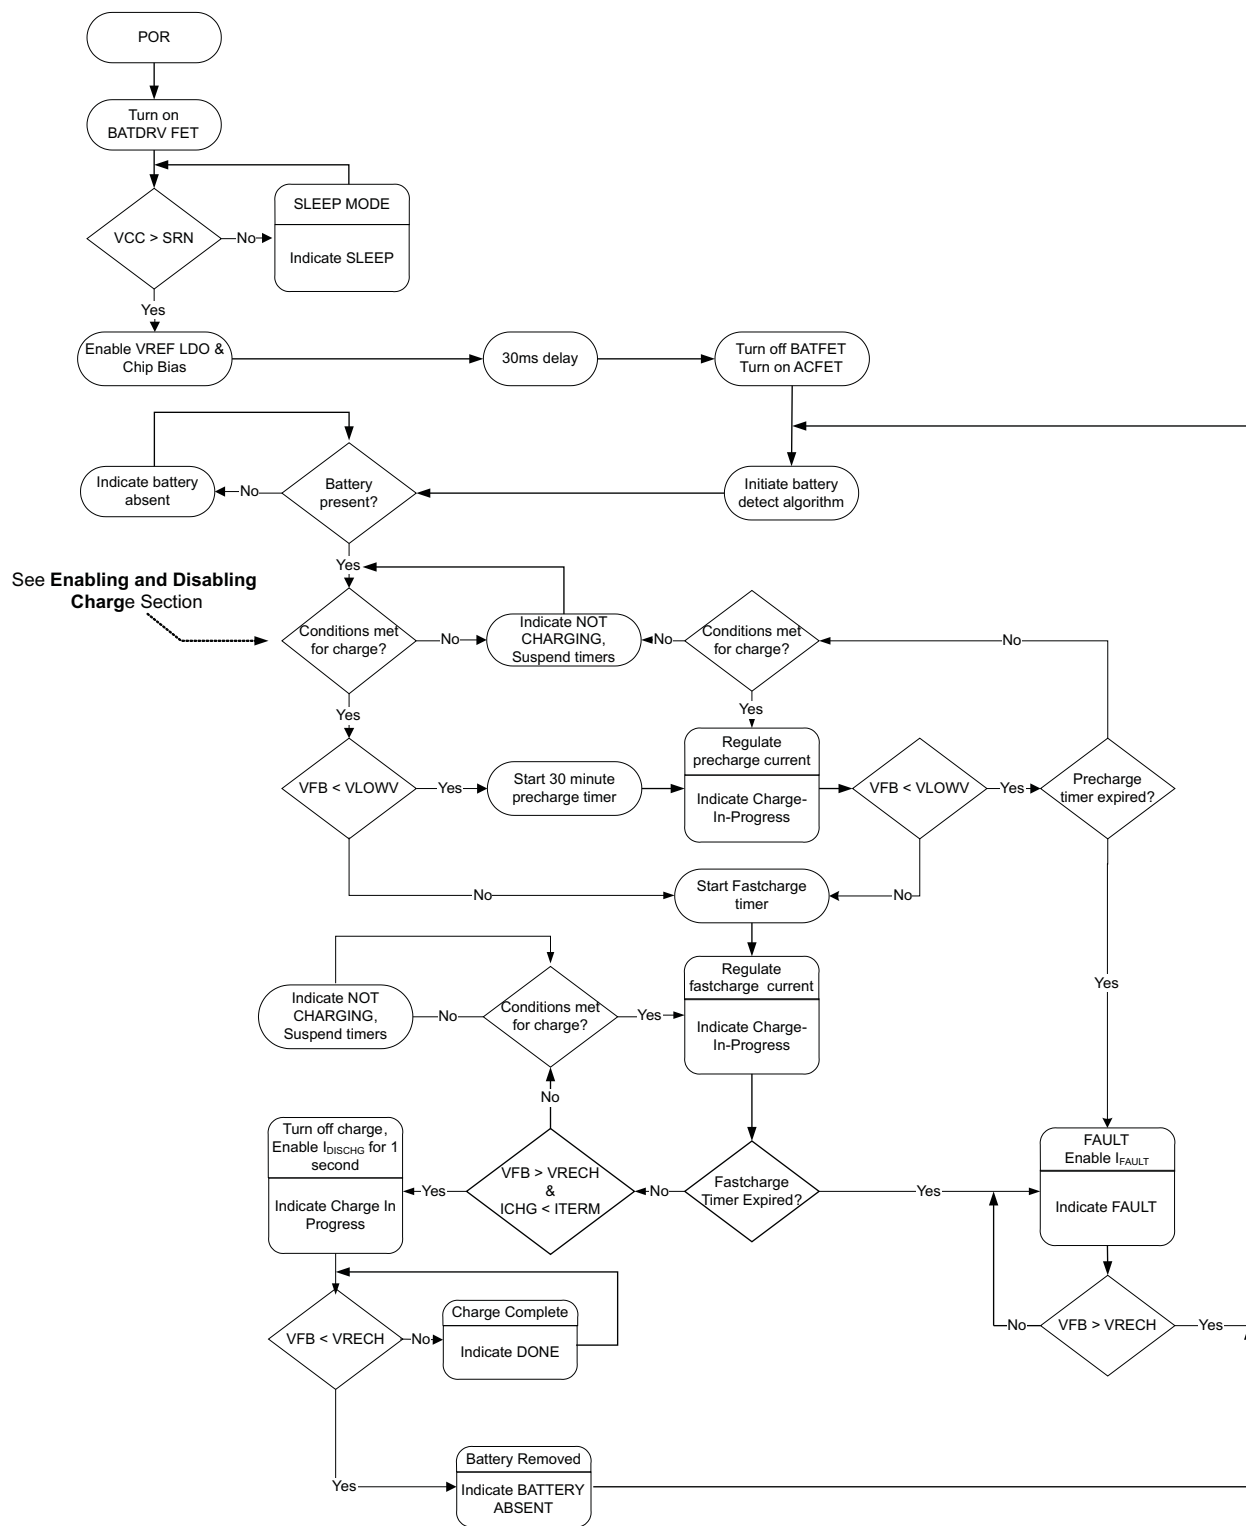 POR
Turn on
BATDRV FET
SLEEP MODE
VCC > SRN
No
Indicate SLEEP
Yes
Enable VREF LDO &
Chip Bias
30ms delay
Turn off BATFET
Turn on ACFET
Indicate battery
absent
No
Battery
present?
Initiate battery
detect algorithm
Yes
See Enabling and Disabling
Charge Section
Conditions met
for charge?
No
Indicate NOT
CHARGING,
Suspend timers
No
Conditions met
for charge?
No
Yes
Yes
VFB < VLOWV
Yes
Start 30 minute
precharge timer
Regulate
precharge current
Indicate Charge-
In-Progress
VFB < VLOWV
Yes
Precharge
timer expired?
No
Start Fastcharge
timer
No
Yes
Indicate NOT
CHARGING,
Suspend timers
No
Conditions met
for charge?
Yes
Regulate
fastcharge current
Indicate Charge-
In-Progress
No
Turn off charge,
Enable IDISCHG for 1
second
Indicate Charge In
Progress
Yes
VFB > VRECH
&
ICHG < ITERM
No
Fastcharge
Timer Expired?
Yes
FAULT
Enable IFAULT
Indicate FAULT
VFB < VRECH
No
Charge Complete
Indicate DONE
No
VFB > VRECH
Yes
Yes
Battery Removed
Indicate BATTERY
ABSENT